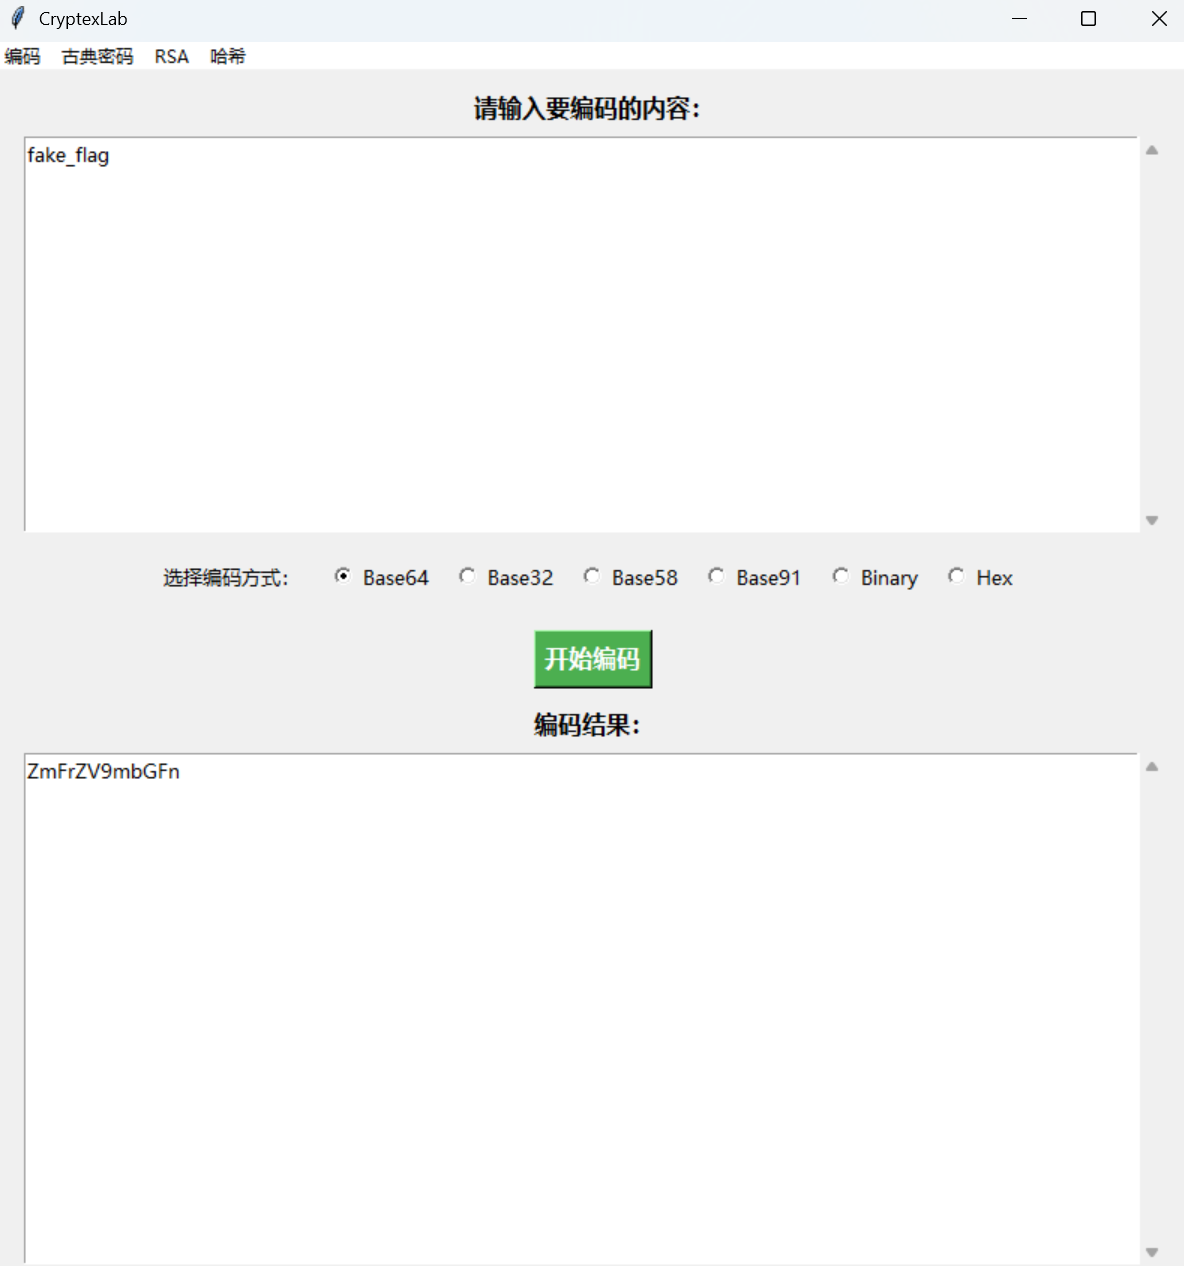 CryptexLab
编码 古典密码 RSA 哈希
请输入要编码的内容：
fake_flag
选择编码方式： Base64 Base32 Base58 Base91 Binary Hex
开始编码
编码结果：
ZmFrZV9mbGFn